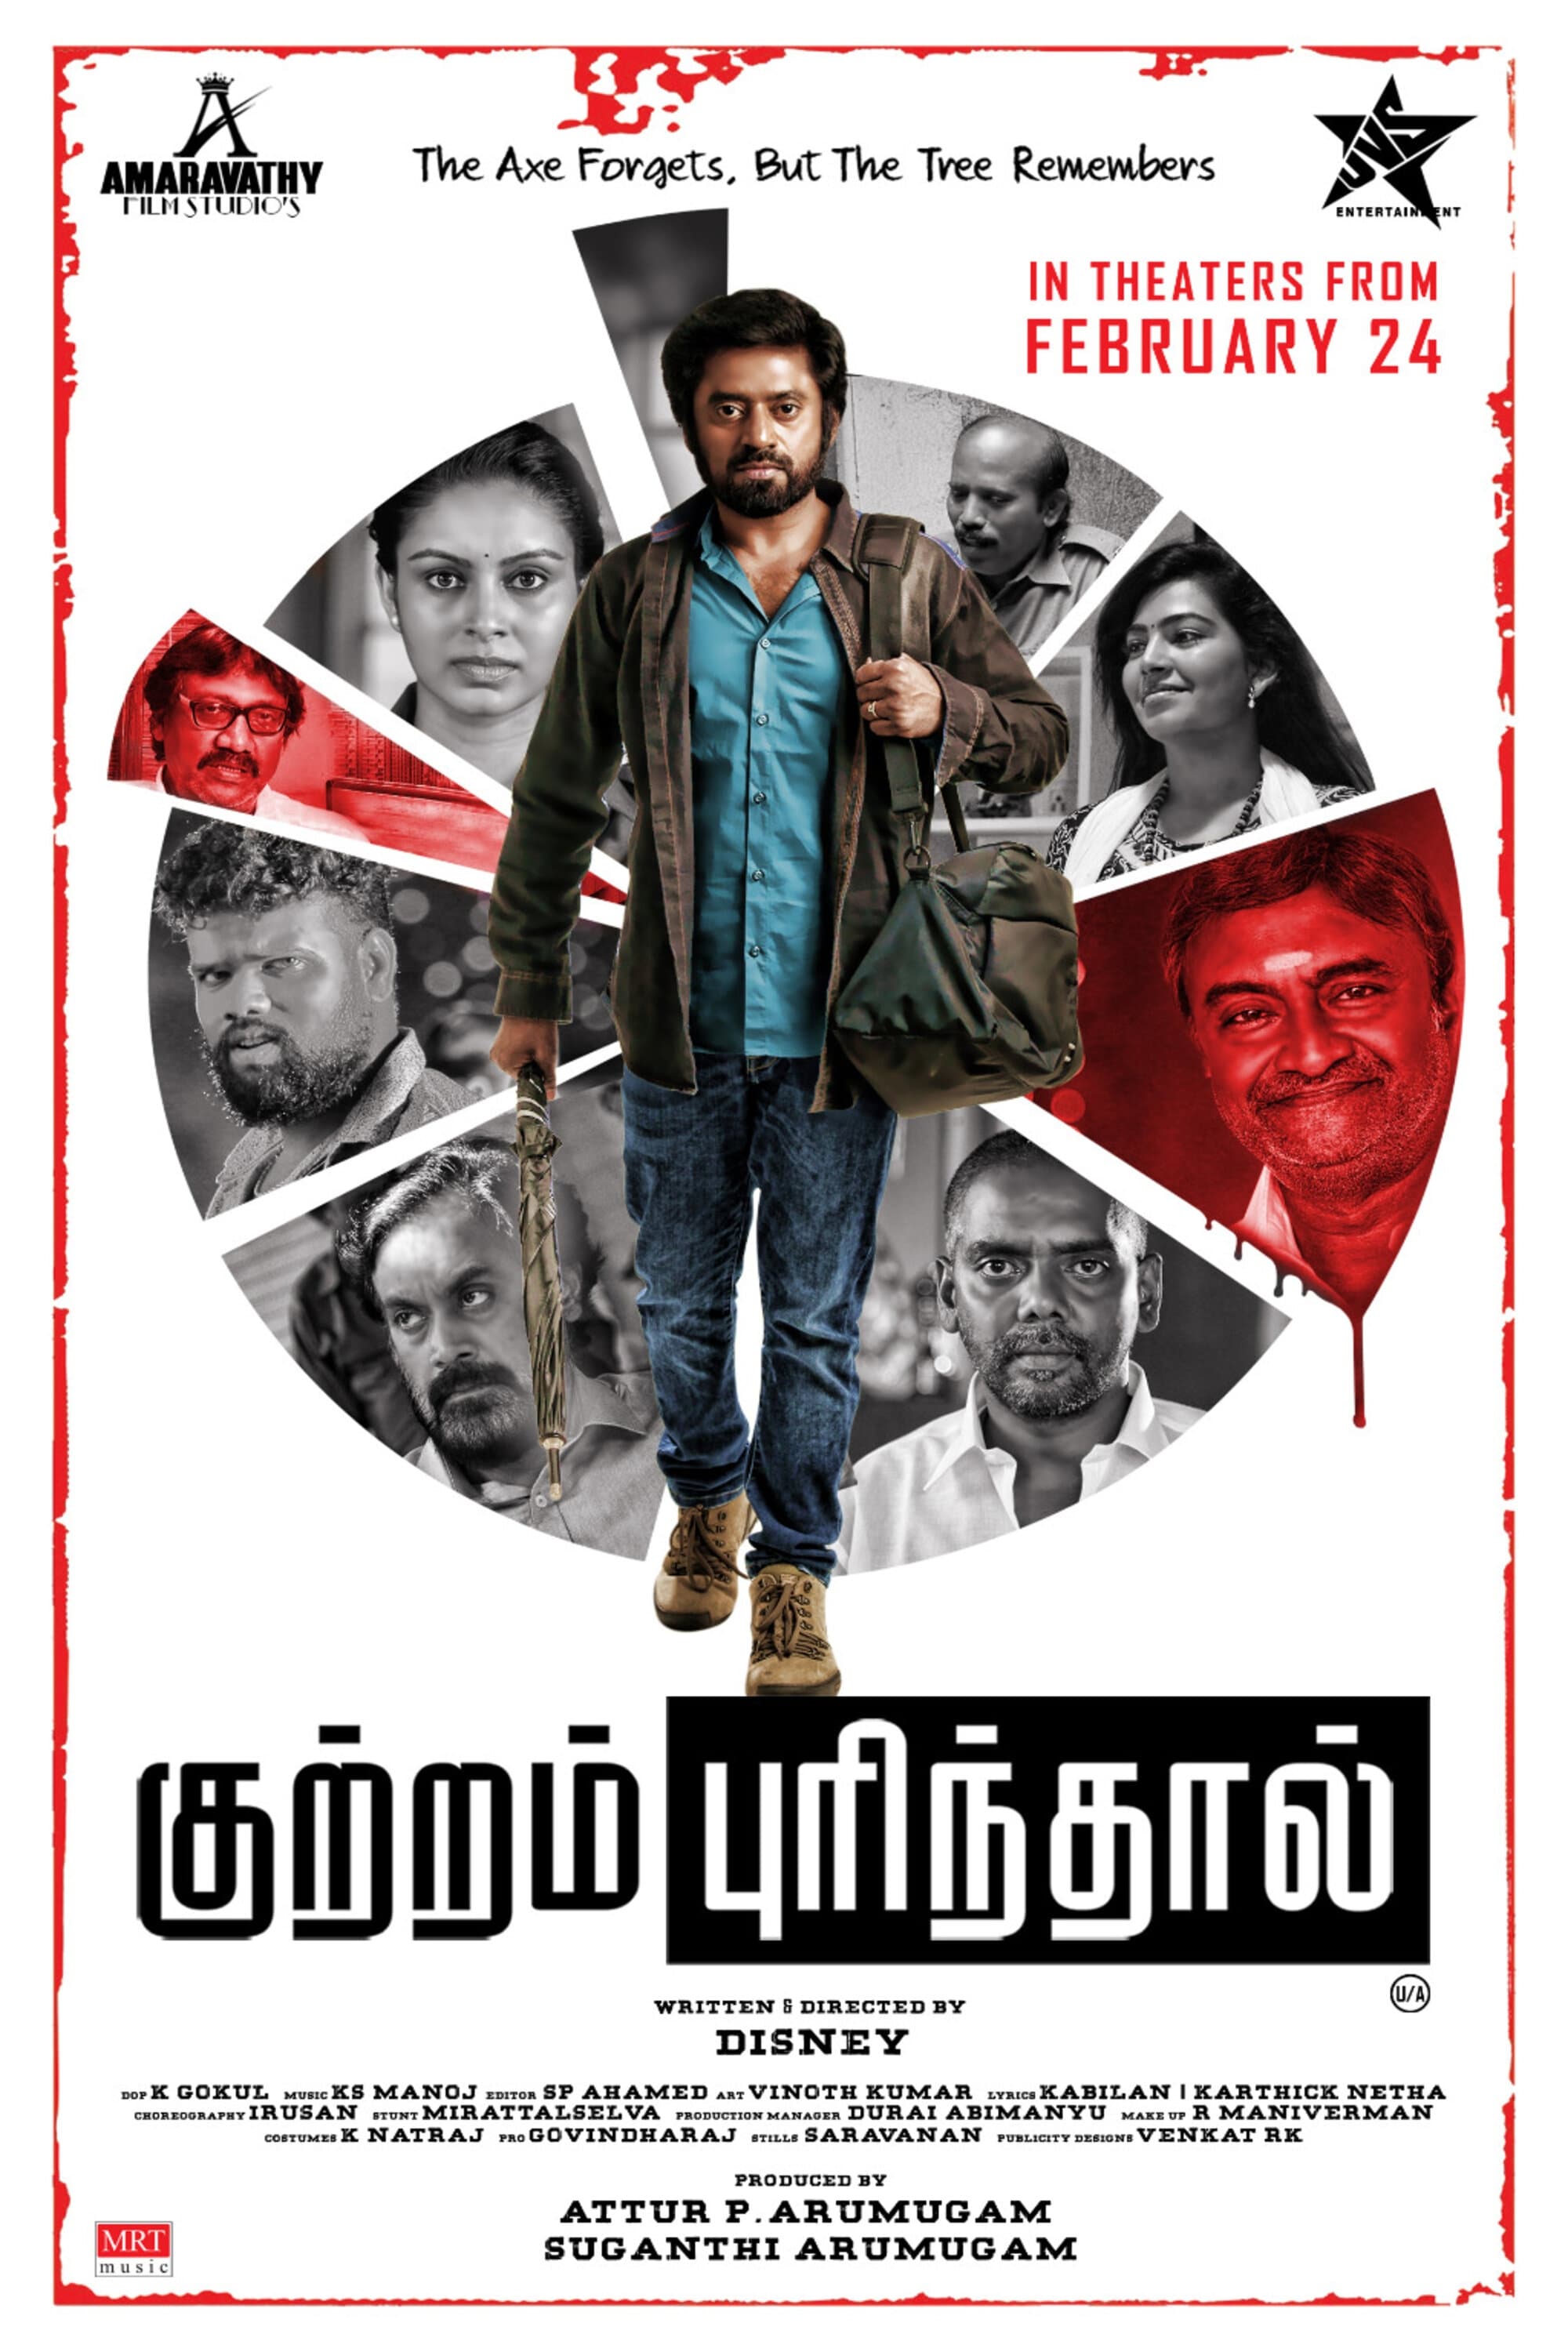 AMARAVATHY
FILM STUDIO'S
The Axe Forgets, But The Tree Remembers
ENTERTAINMENT
IN THEATERS FROM
FEBRUARY 24
குற்றம் புரிந்தால்
U/A
WRITTEN & DIRECTED BY
DISNEY
DOP K GOKUL MUSIC KS MANOJ EDITOR SP AHAMED ART VINOTH KUMAR LYRICS KABILAN | KARTHICK NETHA
CHOREOGRAPHY IRUSAN STUNT MIRATTALSELVA PRODUCTION MANAGER DURAI ABIMANYU MAKE UP R MANIVERMAN
COSTUMES K NATRAJ PRO GOVINDHARAJ STILLS SARAVANAN PUBLICITY DESIGNS VENKAT RK
PRODUCED BY
ATTUR P. ARUMUGAM
SUGANTHI ARUMUGAM
MRT
music